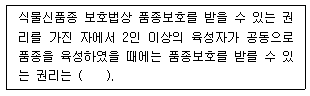 식물신품종 보호법상 품종보호를 받을 수 있는 권
리를 가진 자에서 2인 이상의 육성자가 공동으로
품종을 육성하였을 때에는 품종보호를 받를 수 있
는 권리는 (    ).